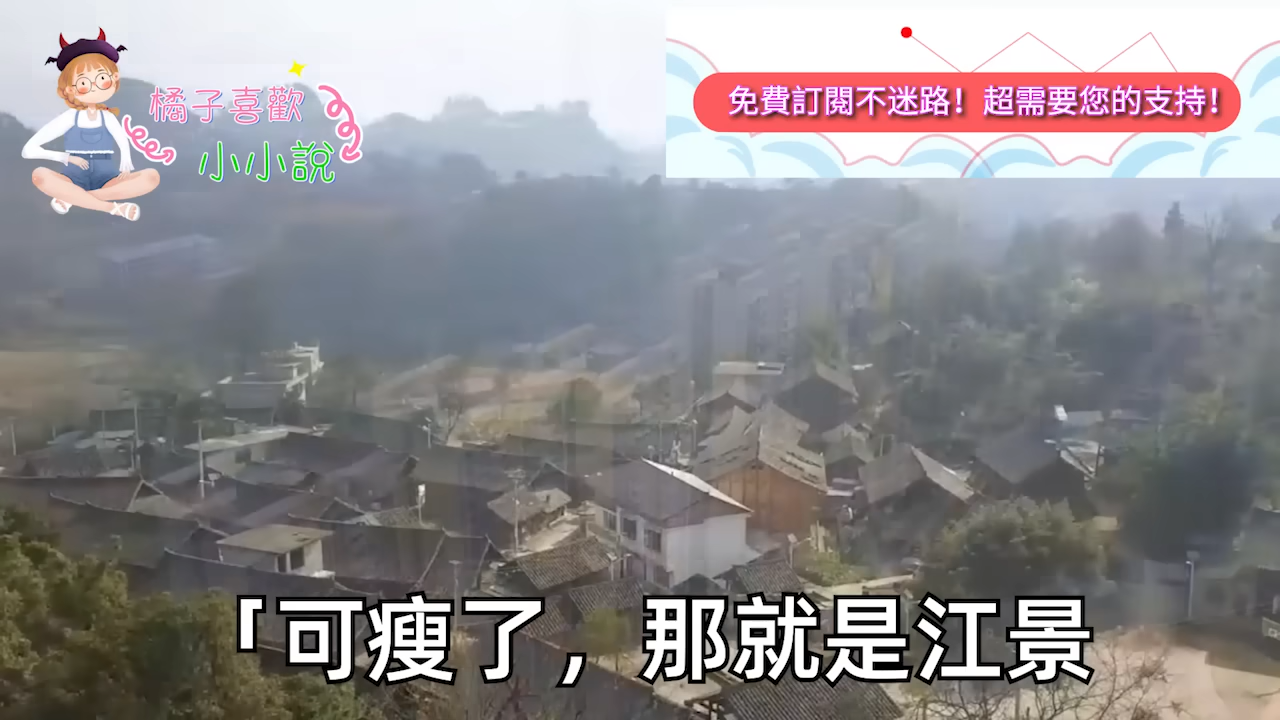 橘子喜歡
小小說
免費訂閱不迷路！超需要您的支持！
「可瘦了，那就是江景